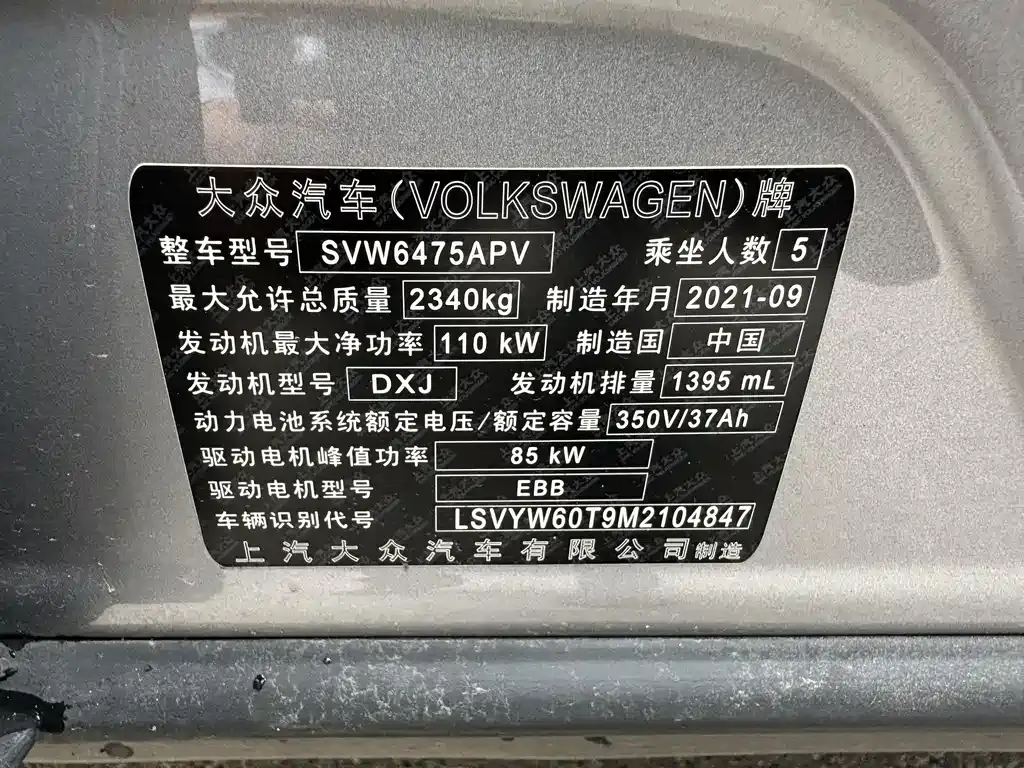 大众汽车(VOLKSWAGEN)牌
整车型号 SVW6475APV 乘坐人数 5
最大允许总质量 2340kg 制造年月 2021-09
发动机最大净功率 110 kW 制造国 中国
发动机型号 DXJ 发动机排量 1395 mL
动力电池系统额定电压/额定容量 350V/37Ah
驱动电机峰值功率 85 kW
驱动电机型号 EBB
车辆识别代号 LSVYW60T9M2104847
上汽大众汽车有限公司制造